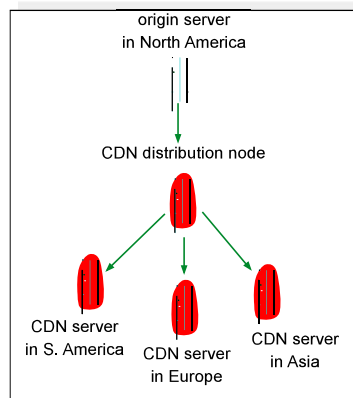 origin server
in North America
CDN distribution node
CDN server
in S. America
CDN server
in Europe
CDN server
in Asia